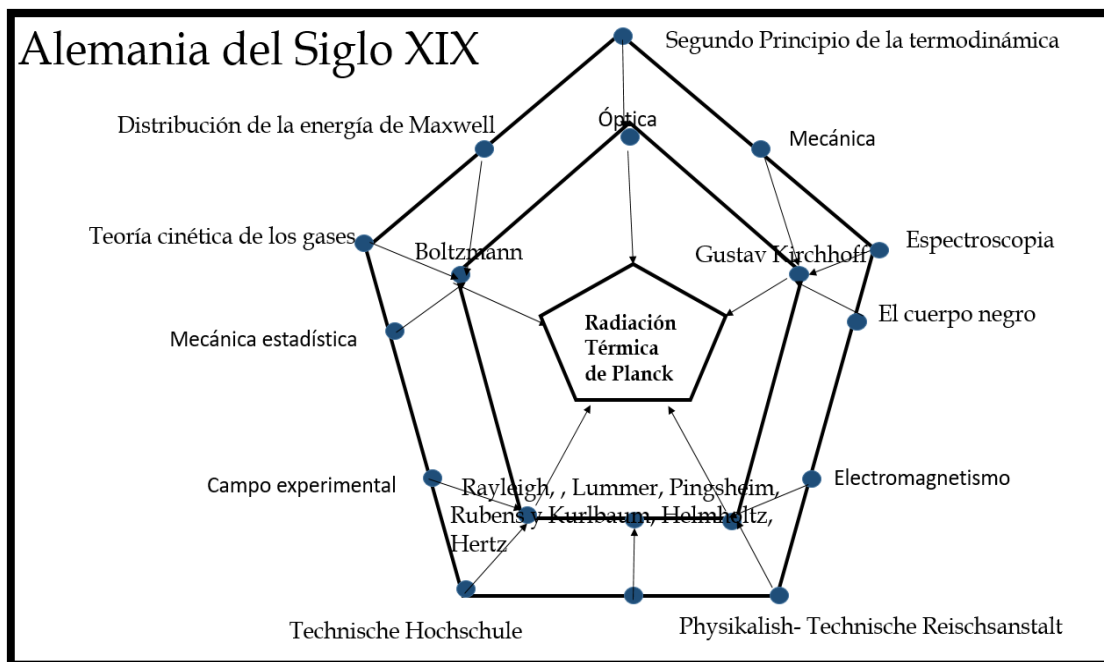 Alemania del Siglo XIX
Segundo Principio de la termodinámica
Distribución de la energía de Maxwell
Óptica
Mecánica
Teoría cinética de los gases
Boltzmann
Gustav Kirchhoff
Espectroscopia
El cuerpo negro
Mecánica estadística
Radiación
Térmica
de Planck
Campo experimental
Electromagnetismo
Rayleigh, , Lummer, Pingsheim,
Rubens y Kurlbaum, Helmholtz,
Hertz
Technische Hochschule
Physikalish- Technische Reischsanstalt